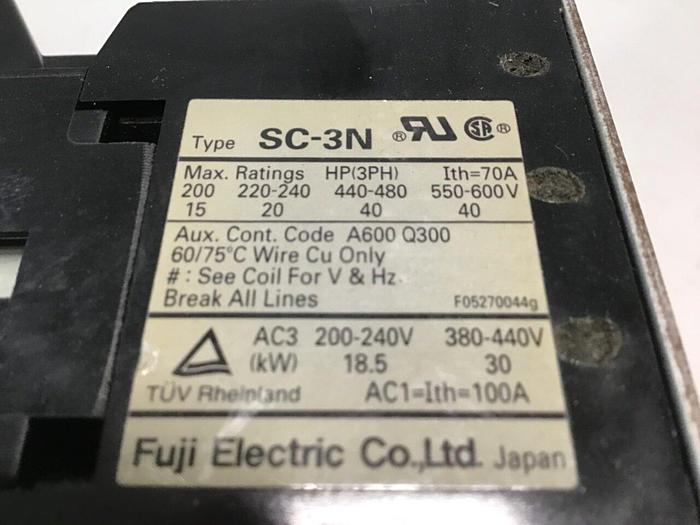 Type SC-3N ® RU SA ®
Max. Ratings HP(3PH) Ith=70A
200 220-240 440-480 550-600V
15 20 40 40
Aux. Cont. Code A600 Q300
60/75°C Wire Cu Only
# : See Coil For V & Hz
Break All Lines F05270044g
AC3 200-240V 380-440V
(kW) 18.5 30
TÜV Rheinland AC1=Ith=100A
Fuji Electric Co.,Ltd. Japan